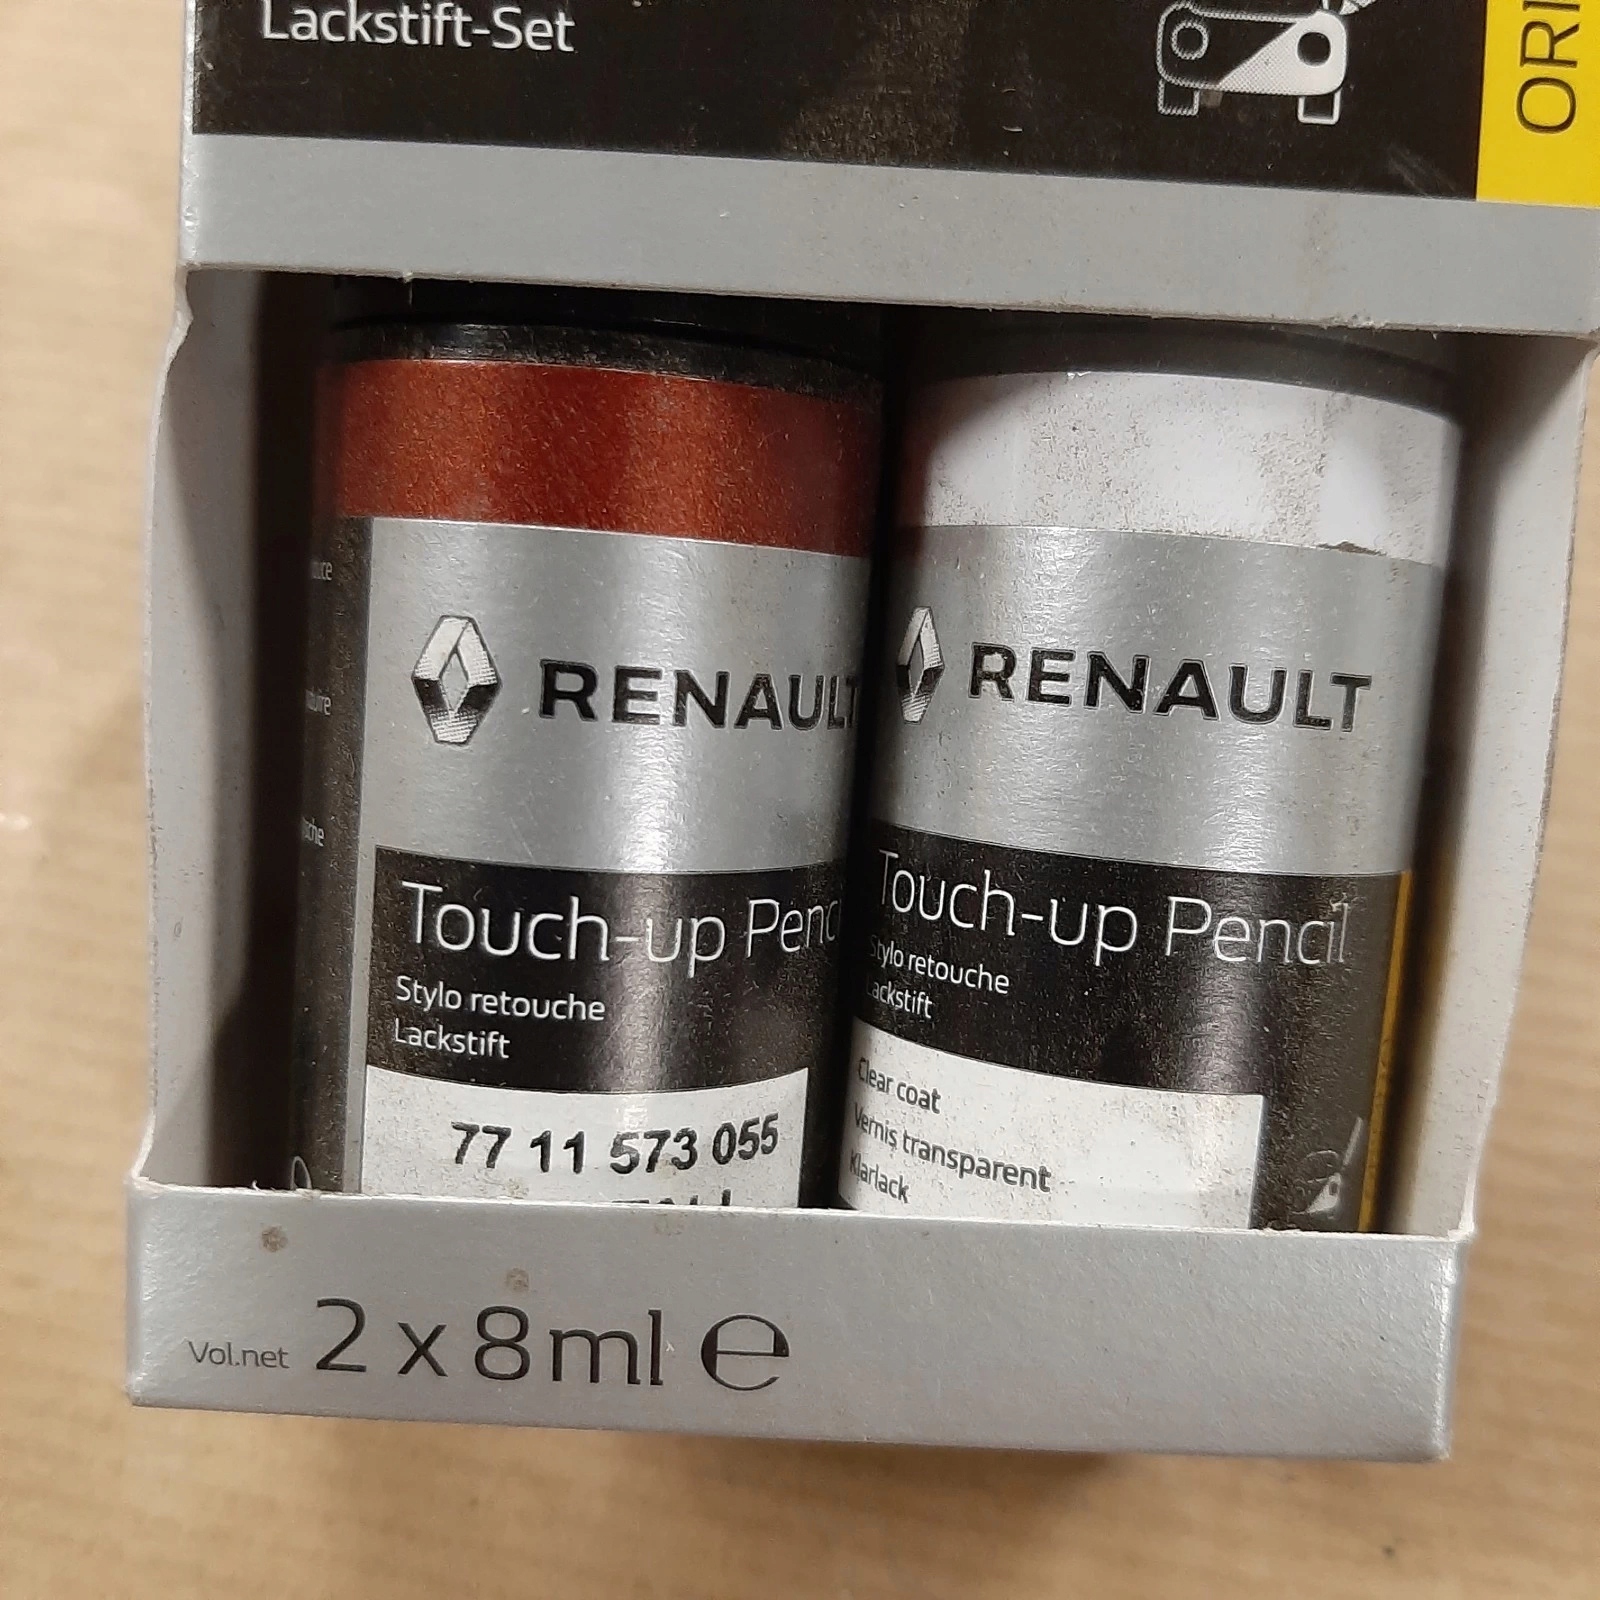 Lackstift-Set
ORI
RENAULT
Touch-up Penc
Stylo retouche
Lackstift
77 11 573 055
RENAULT
Touch-up Pencil
Stylo retouche
Lackstift
Clear coat
Vernis transparent
Klarlack
Vol.net 2 x 8ml ℮